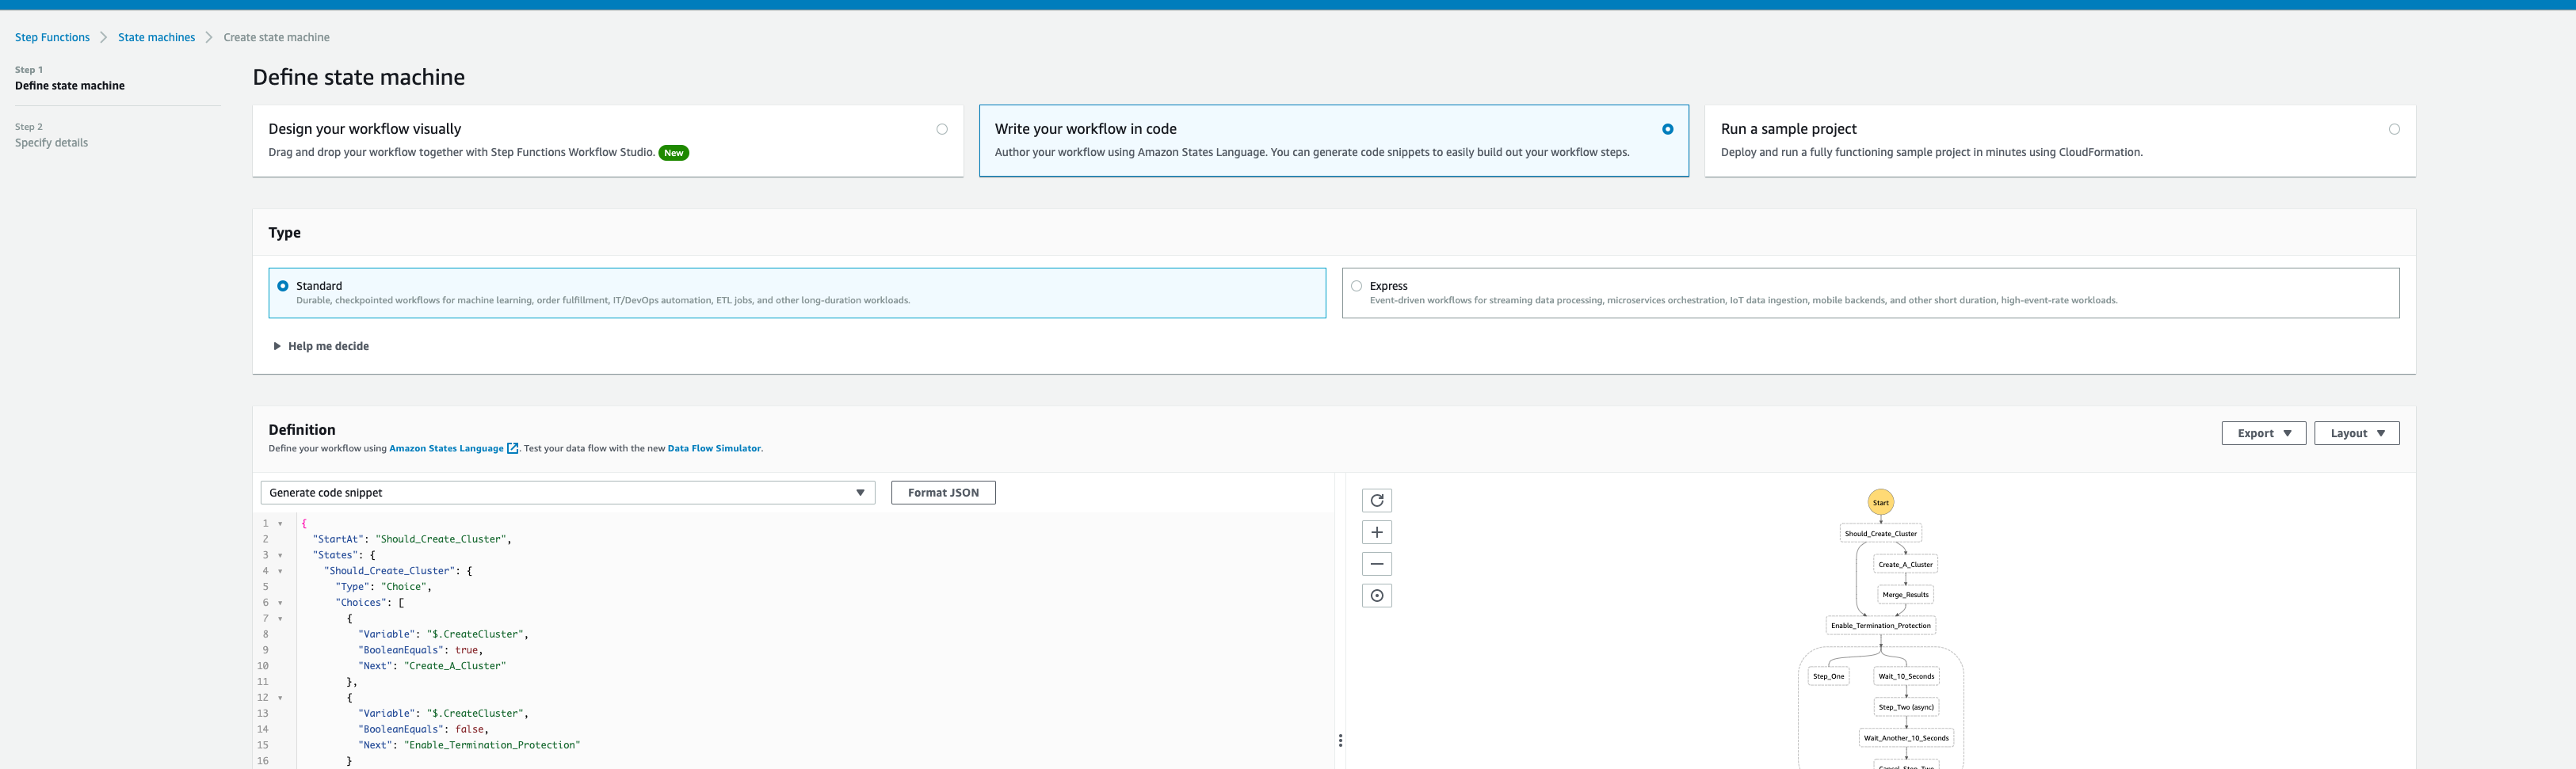 Step Functions > State machines > Create state machine
Step 1
Define state machine
Step 2
Specify details
Define state machine
Design your workflow visually
Drag and drop your workflow together with Step Functions Workflow Studio. New
Write your workflow in code
Author your workflow using Amazon States Language. You can generate code snippets to easily build out your workflow steps.
Run a sample project
Deploy and run a fully functioning sample project in minutes using CloudFormation.
Type
Standard
Durable, checkpointed workflows for machine learning, order fulfillment, IT/DevOps automation, ETL jobs, and other long-duration workloads.
Express
Event-driven workflows for streaming data processing, microservices orchestration, IoT data ingestion, mobile backends, and other short duration, high-event-rate workloads.
Help me decide
Definition
Define your workflow using Amazon States Language. Test your data flow with the new Data Flow Simulator.
Export
Layout
Generate code snippet
Format JSON
1 {
2 "StartAt": "Should_Create_Cluster",
3 "States": {
4 "Should_Create_Cluster": {
5 "Type": "Choice",
6 "Choices": [
7 {
8 "Variable": "$.CreateCluster",
9 "BooleanEquals": true,
10 "Next": "Create_A_Cluster"
11 },
12 {
13 "Variable": "$.CreateCluster",
14 "BooleanEquals": false,
15 "Next": "Enable_Termination_Protection"
16 }
Start
Should_Create_Cluster
Create_A_Cluster
Merge_Results
Enable_Termination_Protection
Step_One
Wait_10_Seconds
Step_Two (async)
Wait_Another_10_Seconds